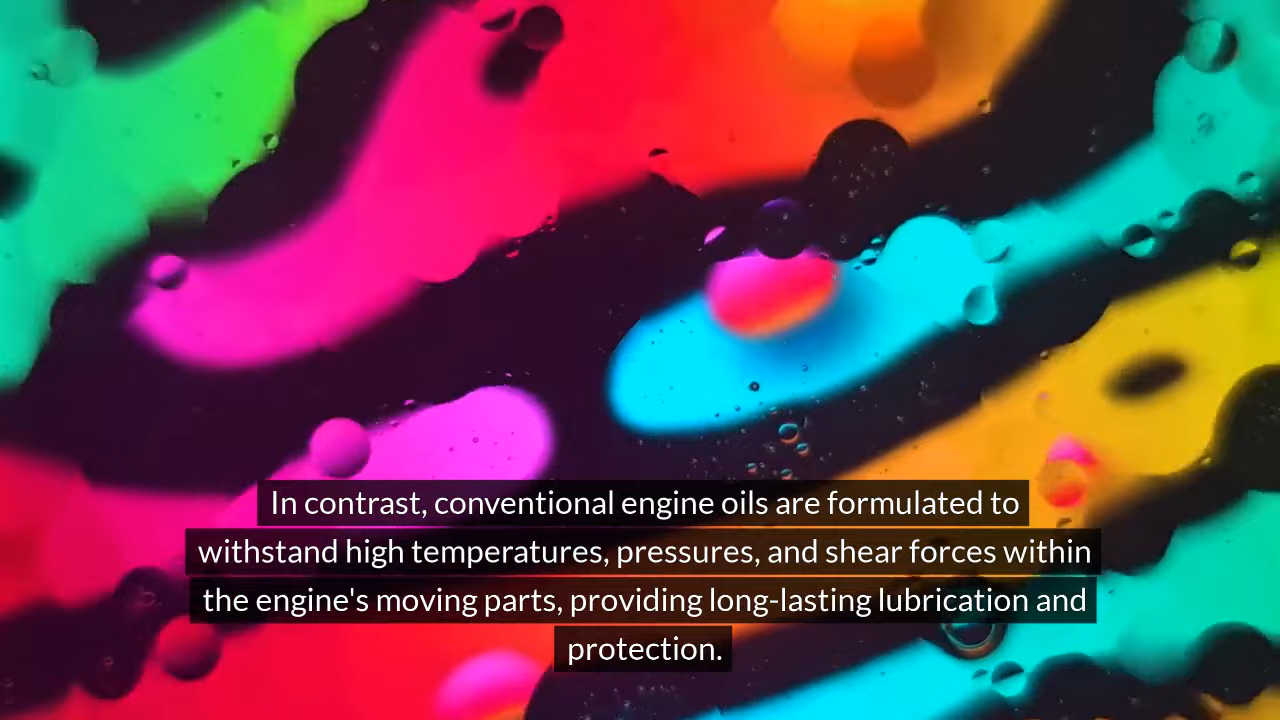 In contrast, conventional engine oils are formulated to
withstand high temperatures, pressures, and shear forces within
the engine's moving parts, providing long-lasting lubrication and
protection.